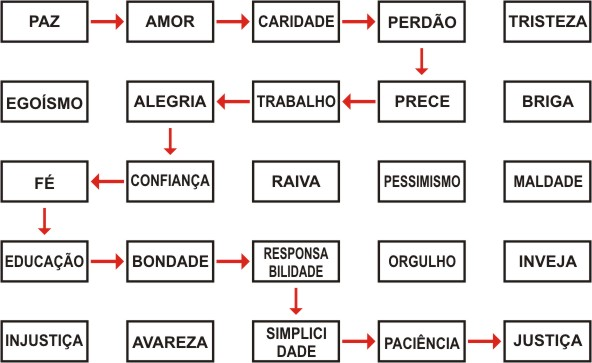 PAZ
AMOR
CARIDADE
PERDÃO
TRISTEZA
EGOÍSMO
ALEGRIA
TRABALHO
PRECE
BRIGA
FÉ
CONFIANÇA
RAIVA
PESSIMISMO
MALDADE
EDUCAÇÃO
BONDADE
RESPONSA
BILIDADE
ORGULHO
INVEJA
INJUSTIÇA
AVAREZA
SIMPLICI
DADE
PACIÊNCIA
JUSTIÇA